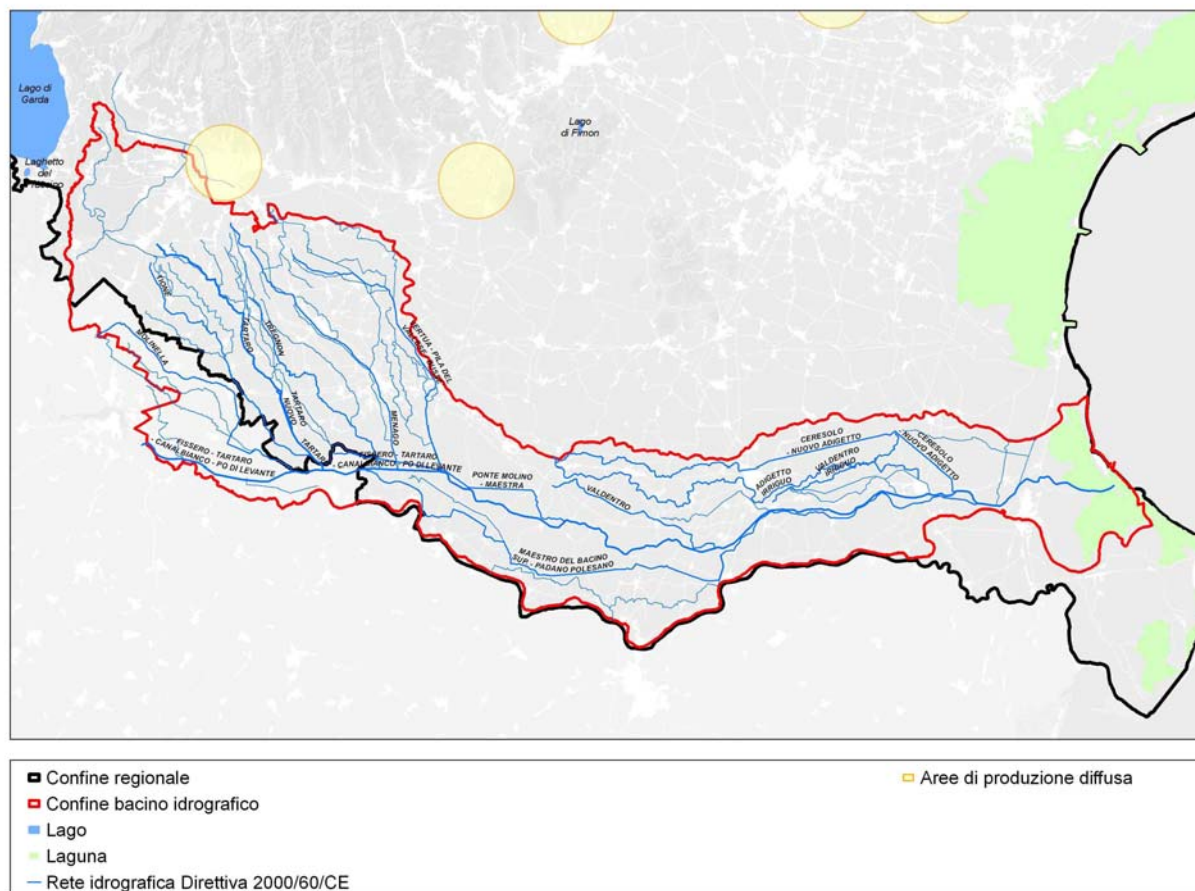 Lago di
Garda
Lago
di Fimon
Laghetto
del
TIONE
MOLINELLA
TARTARO
TREGNON
TARTARO
NUOVO
TARTARO
MENAGO
FISSERO - TARTARO
- CANALBIANCO - PO DI LEVANTE
FISSERO - TARTARO
- CANALBIANCO - PO DI LEVANTE
PONTE MOLINO
- MAESTRA
VALDENTRO
CERESOLO
- NUOVO ADIGETTO
ADIGETTO
IRRIGUO
VALDENTRO
IRRIGUO
CERESOLO
- NUOVO ADIGETTO
MAESTRO DEL BACINO
SUP - PADANO POLESANO
Confine regionale
Confine bacino idrografico
Lago
Laguna
Rete idrografica Direttiva 2000/60/CE
Aree di produzione diffusa